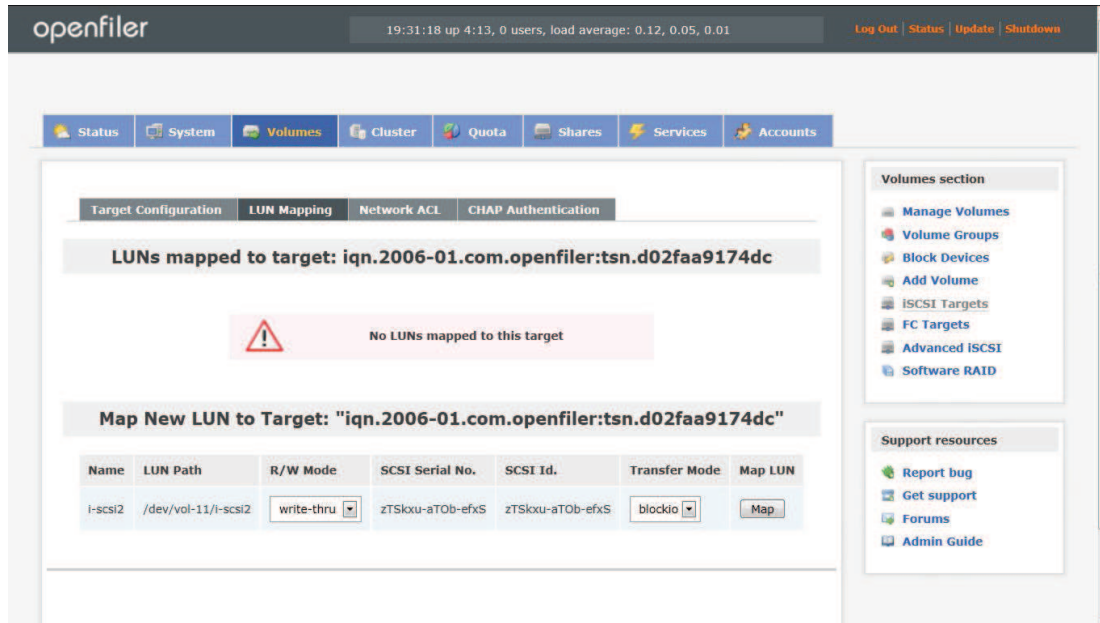 openfiler
19:31:18 up 4:13, 0 users, load average: 0.12, 0.05, 0.01
Log Out | Status | Update | Shutdown
Status System Volumes Cluster Quota Shares Services Accounts
Target Configuration LUN Mapping Network ACL CHAP Authentication
LUNs mapped to target: iqn.2006-01.com.openfiler:tsn.d02faa9174dc
No LUNs mapped to this target
Map New LUN to Target: "iqn.2006-01.com.openfiler:tsn.d02faa9174dc"
Name LUN Path R/W Mode SCSI Serial No. SCSI Id. Transfer Mode Map LUN
i-scsi2 /dev/vol-11/i-scsi2 write-thru zTSkxu-aTOb-efxS zTSkxu-aTOb-efxS blockio Map
Volumes section
Manage Volumes
Volume Groups
Block Devices
Add Volume
iSCSI Targets
FC Targets
Advanced iSCSI
Software RAID
Support resources
Report bug
Get support
Forums
Admin Guide